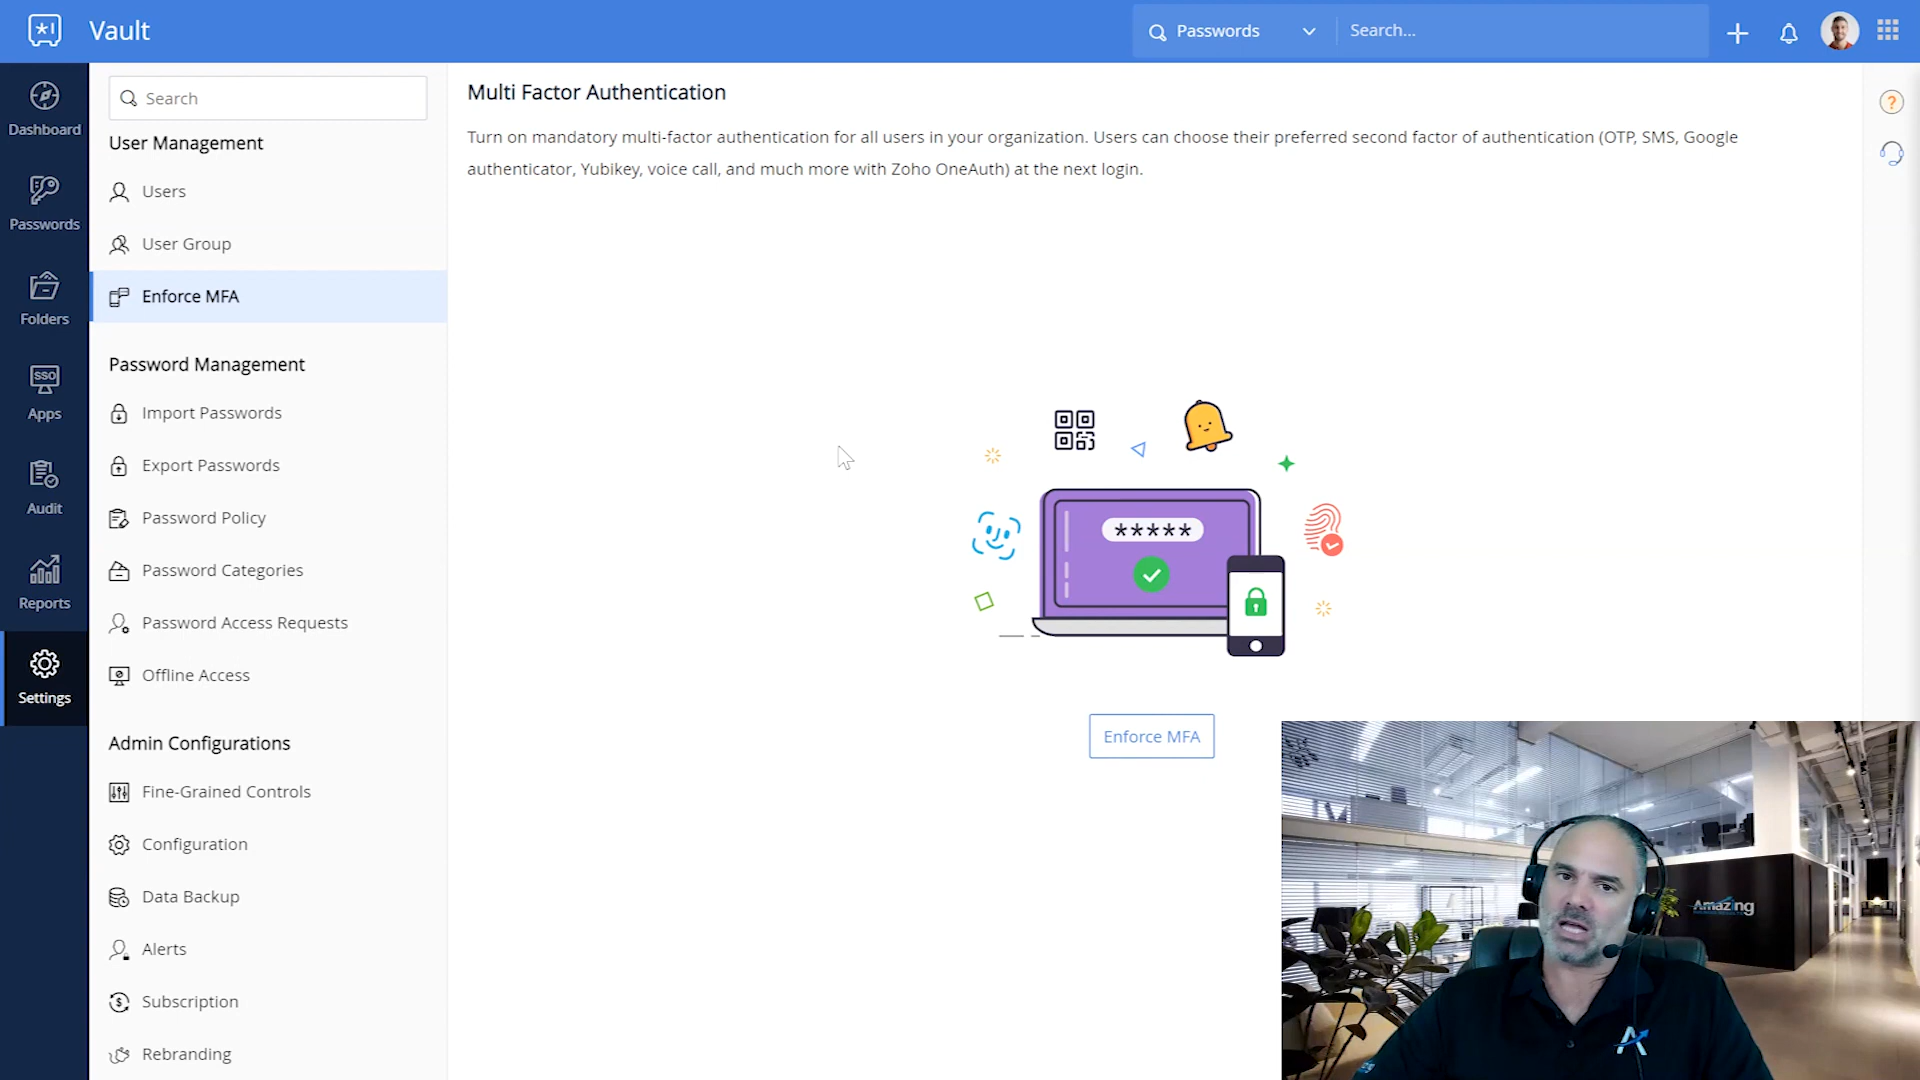 Vault
Passwords
Search...
Dashboard
Passwords
Folders
SSO
Apps
Audit
Reports
Settings
Search
User Management
Users
User Group
Enforce MFA
Password Management
Import Passwords
Export Passwords
Password Policy
Password Categories
Password Access Requests
Offline Access
Admin Configurations
Fine-Grained Controls
Configuration
Data Backup
Alerts
Subscription
Rebranding
Multi Factor Authentication
Turn on mandatory multi-factor authentication for all users in your organization. Users can choose their preferred second factor of authentication (OTP, SMS, Google
authenticator, Yubikey, voice call, and much more with Zoho OneAuth) at the next login.
*****
Enforce MFA
Amazing